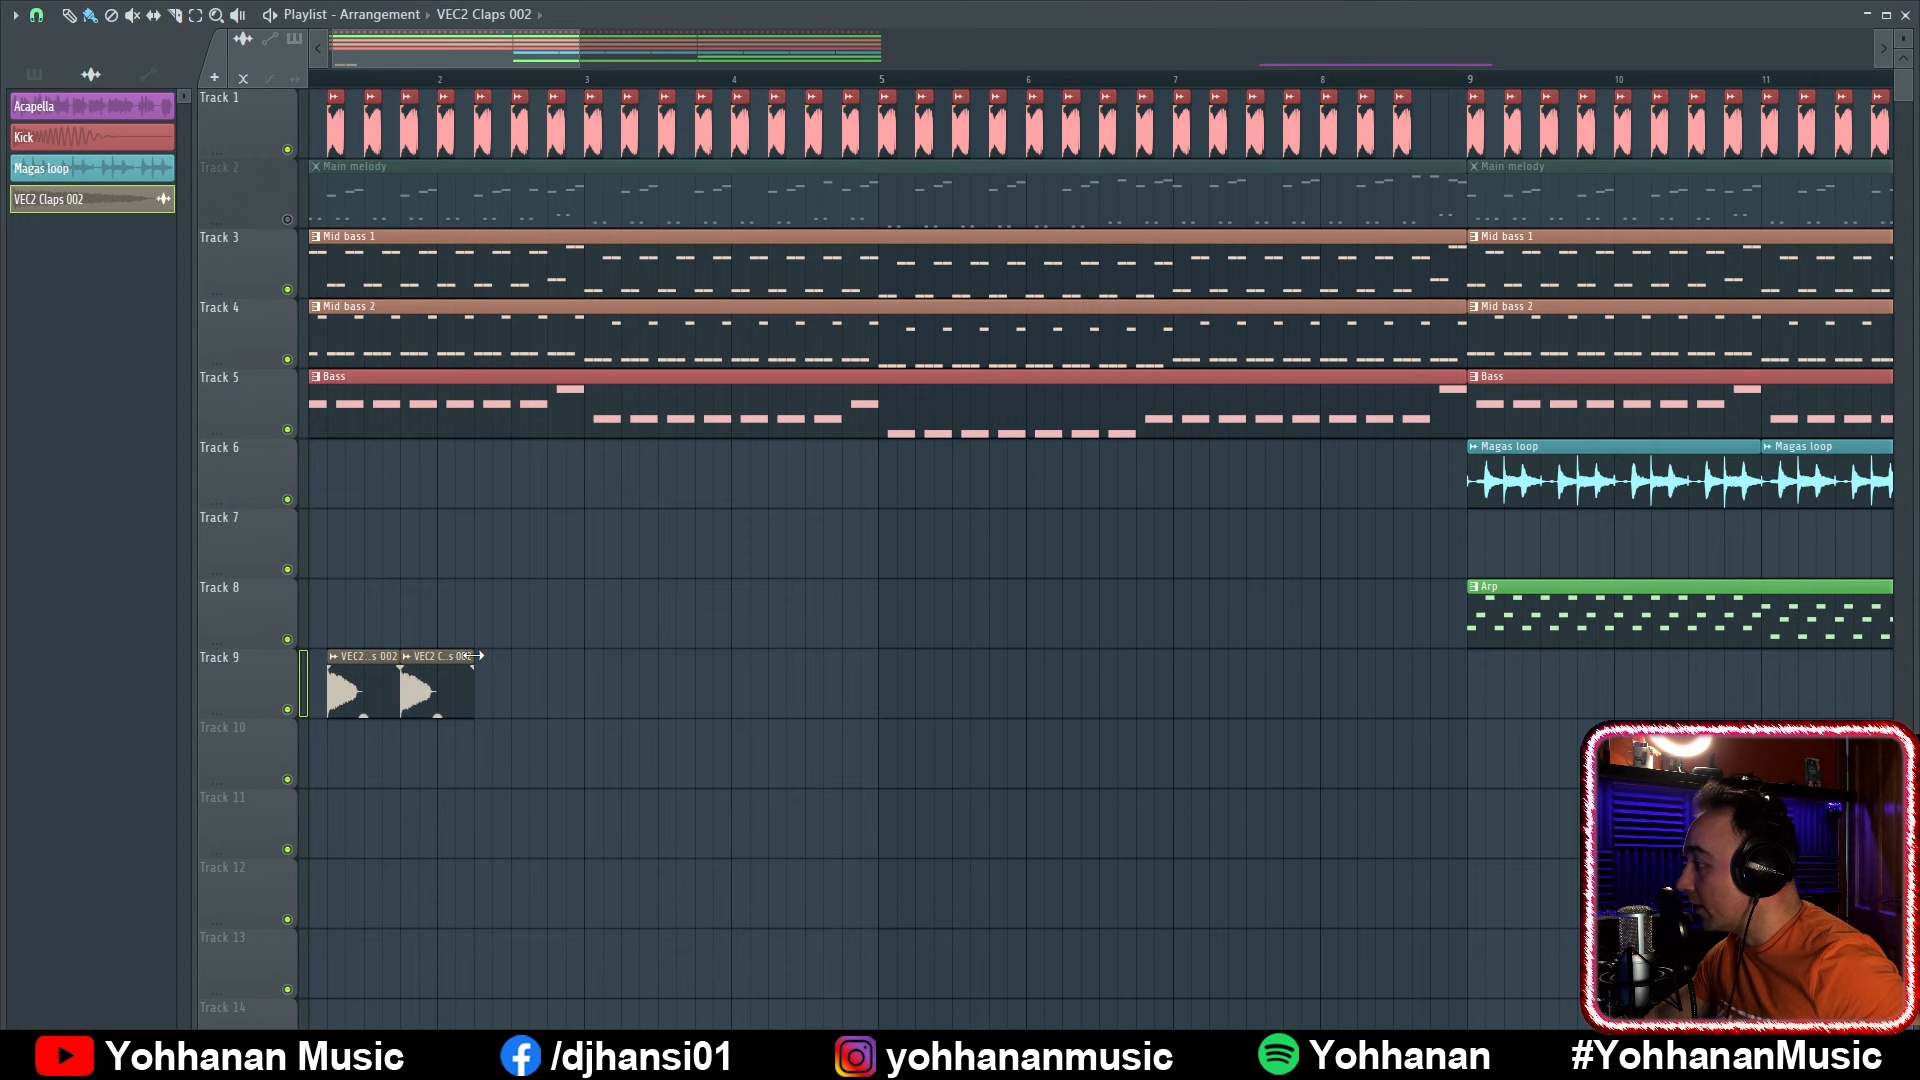 Playlist - Arrangement ▸ VEC2 Claps 002 ▸
2 3 4 5 6 7 8 9 10 11
Acapella
Kick
Magas loop
VEC2 Claps 002
Track 1
Track 2
Main melody
Main melody
Track 3
Mid bass 1
Mid bass 1
Track 4
Mid bass 2
Mid bass 2
Track 5
Bass
Bass
Track 6
Magas loop
Magas loop
Track 7
Track 8
Arp
Track 9
VEC2..s 002
VEC2 C..s 002
Track 10
Track 11
Track 12
Track 13
Track 14
Yohhanan Music
/djhansi01
yohhananmusic
Yohhanan
#YohhananMusic